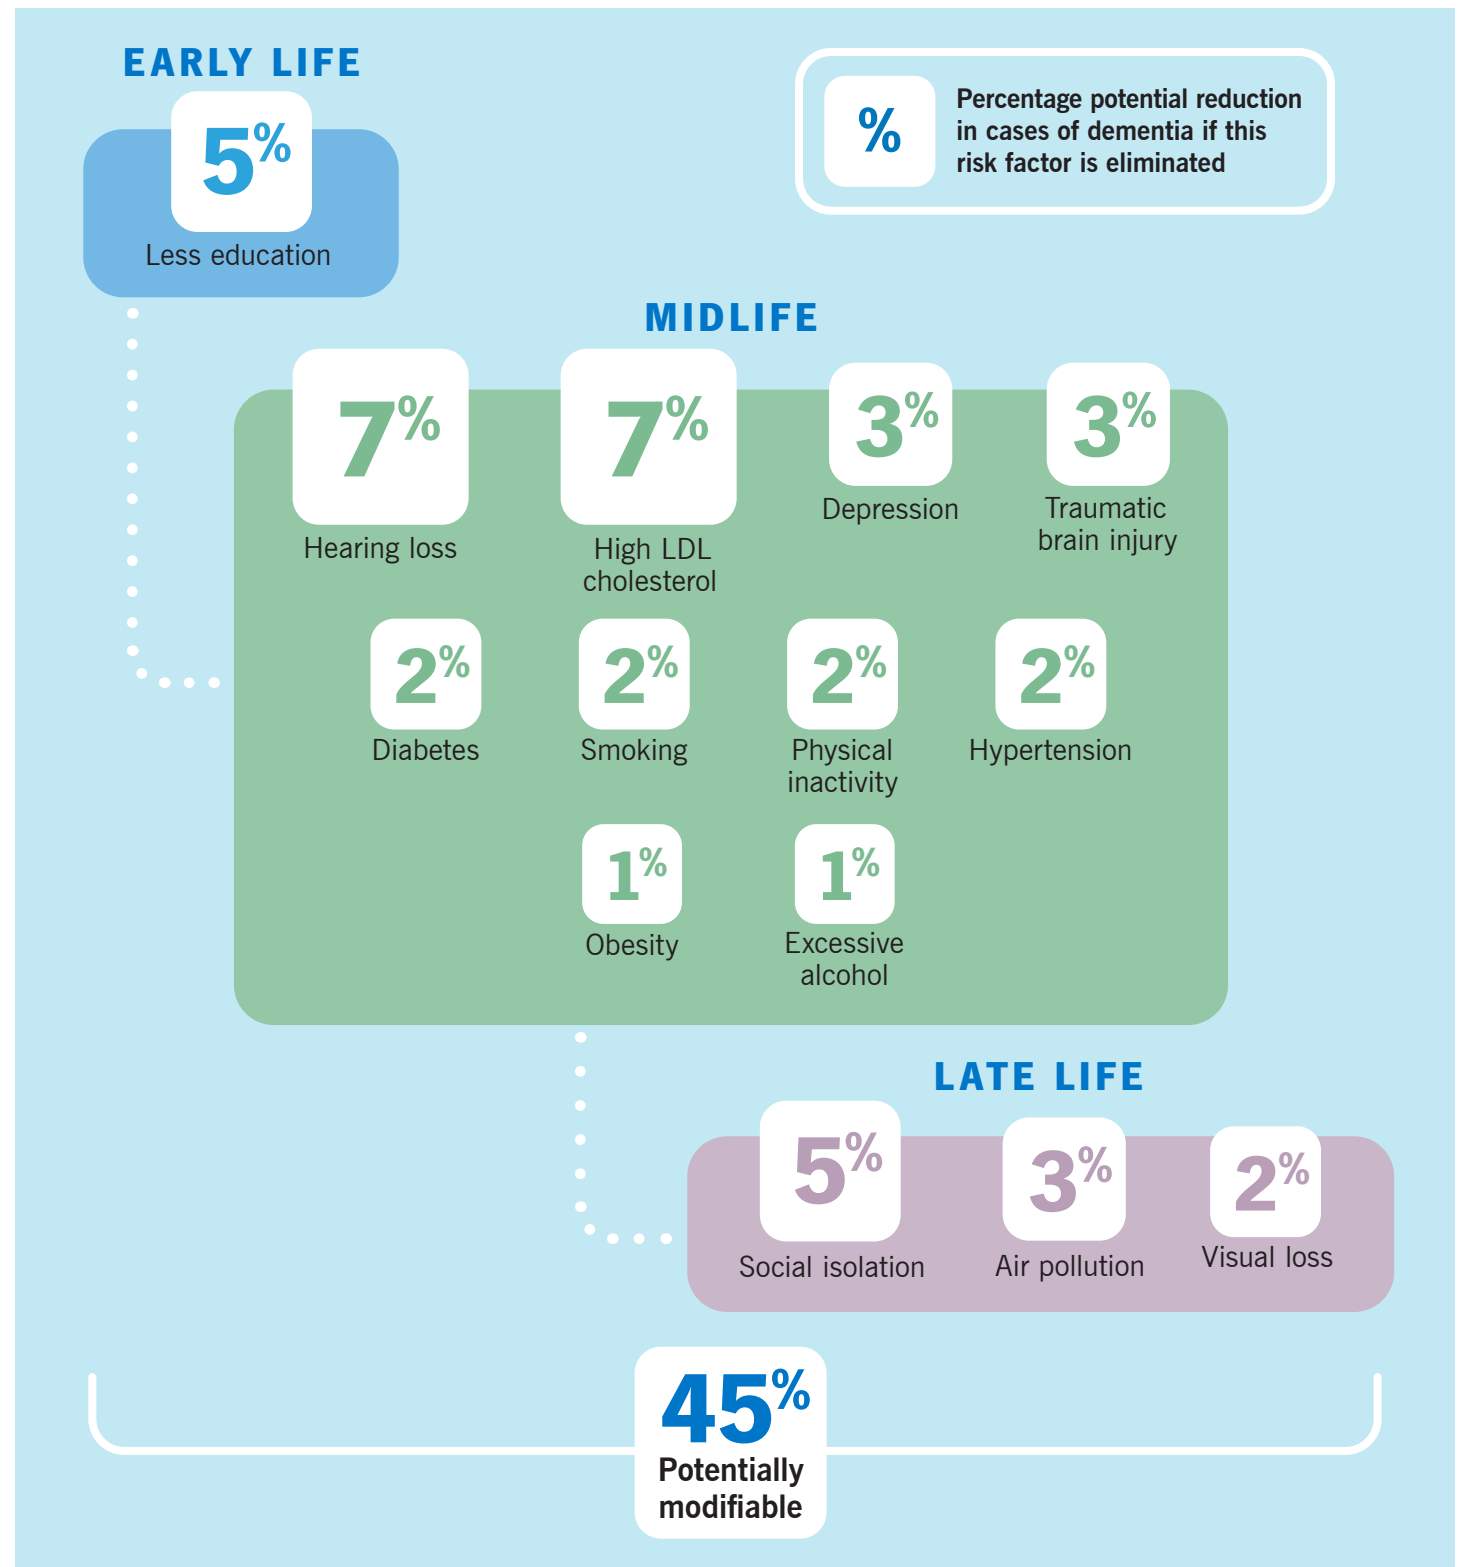 EARLY LIFE
5%
Less education
%
Percentage potential reduction
in cases of dementia if this
risk factor is eliminated
MIDLIFE
7%
Hearing loss
7%
High LDL
cholesterol
3%
Depression
3%
Traumatic
brain injury
2%
Diabetes
2%
Smoking
2%
Physical
inactivity
2%
Hypertension
1%
Obesity
1%
Excessive
alcohol
LATE LIFE
5%
Social isolation
3%
Air pollution
2%
Visual loss
45%
Potentially
modifiable